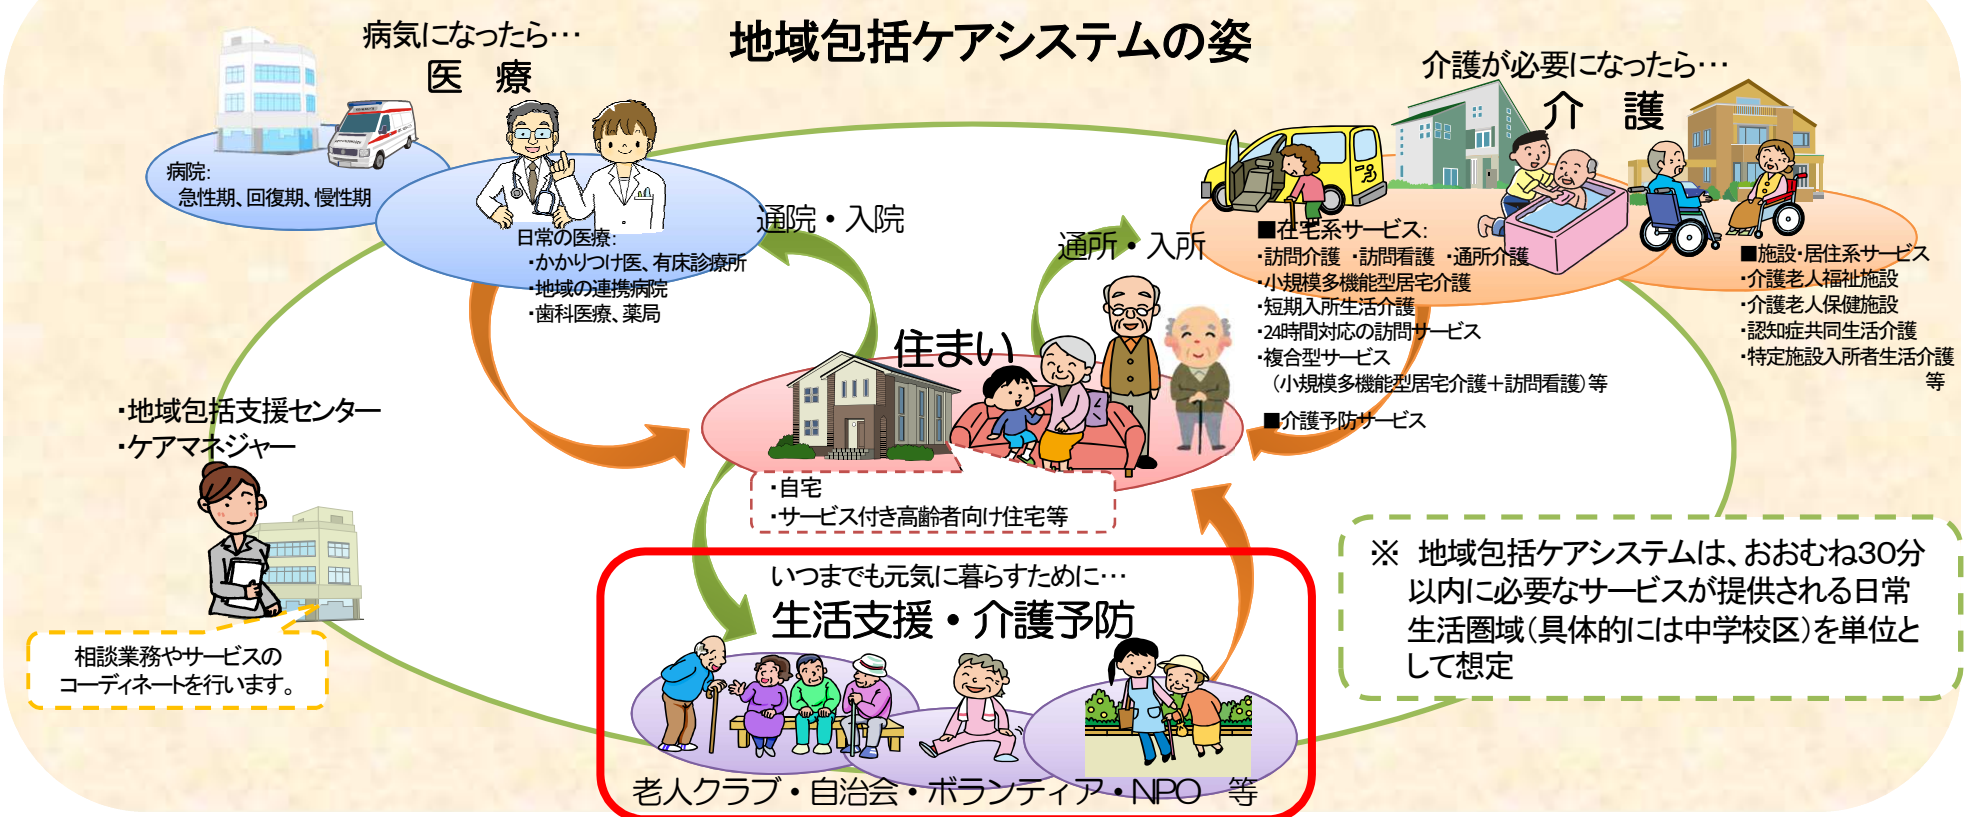 地域包括ケアシステムの姿
病気になったら…
医 療
病院:
急性期、回復期、慢性期
日常の医療:
・かかりつけ医、有床診療所
・地域の連携病院
・歯科医療、薬局
通院・入院
通所・入所
介護が必要になったら…
介 護
■在宅系サービス:
・訪問介護 ・訪問看護 ・通所介護
・小規模多機能型居宅介護
・短期入所生活介護
・24時間対応の訪問サービス
・複合型サービス
(小規模多機能型居宅介護+訪問看護)等
■介護予防サービス
■施設・居住系サービス
・介護老人福祉施設
・介護老人保健施設
・認知症共同生活介護
・特定施設入所者生活介護
等
住まい
・自宅
・サービス付き高齢者向け住宅等
・地域包括支援センター
・ケアマネジャー
相談業務やサービスの
コーディネートを行います。
いつまでも元気に暮らすために…
生活支援・介護予防
老人クラブ・自治会・ボランティア・NPO 等
※ 地域包括ケアシステムは、おおむね30分
以内に必要なサービスが提供される日常
生活圏域(具体的には中学校区)を単位と
して想定